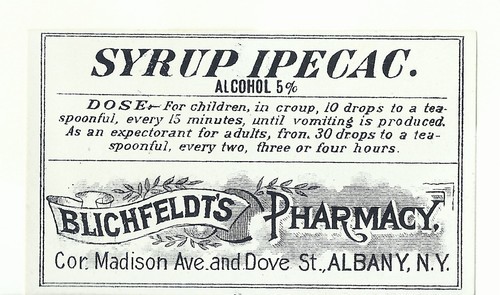 SYRUP IPECAC.
ALCOHOL 5%
DOSE.- For children, in croup, 10 drops to a tea-
spoonful, every 15 minutes, until vomiting is produced.
As an expectorant for adults, from 30 drops to a tea-
spoonful, every two, three or four hours.
BLICHFELDT'S PHARMACY,
Cor. Madison Ave. and Dove St., ALBANY, N.Y.